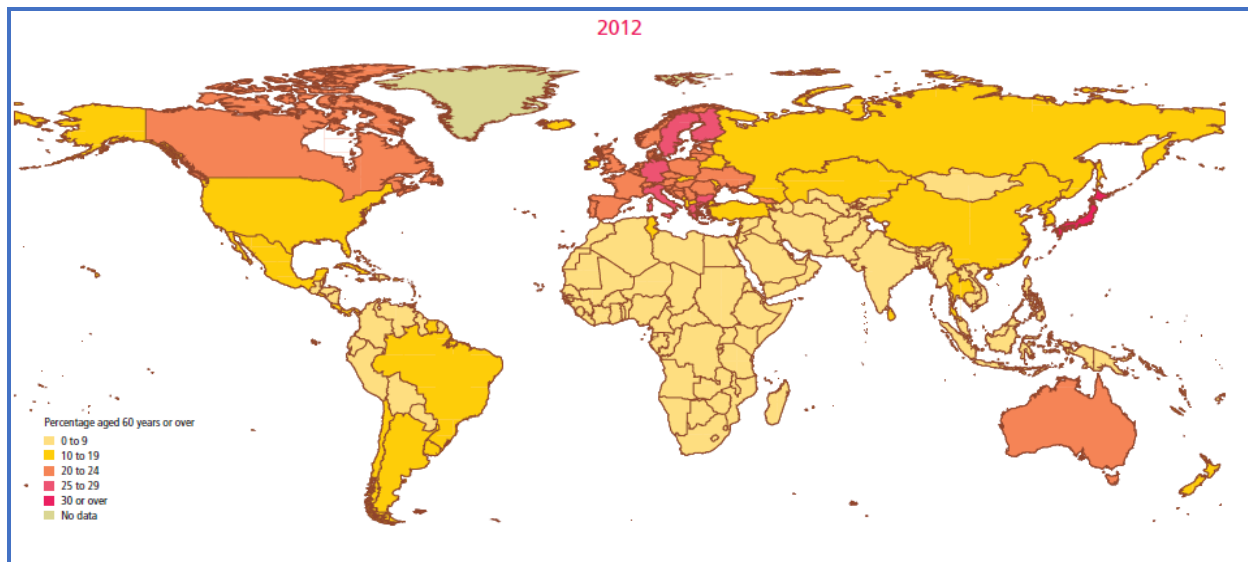 2012
Percentage aged 60 years or over
0 to 9
10 to 19
20 to 24
25 to 29
30 or over
No data